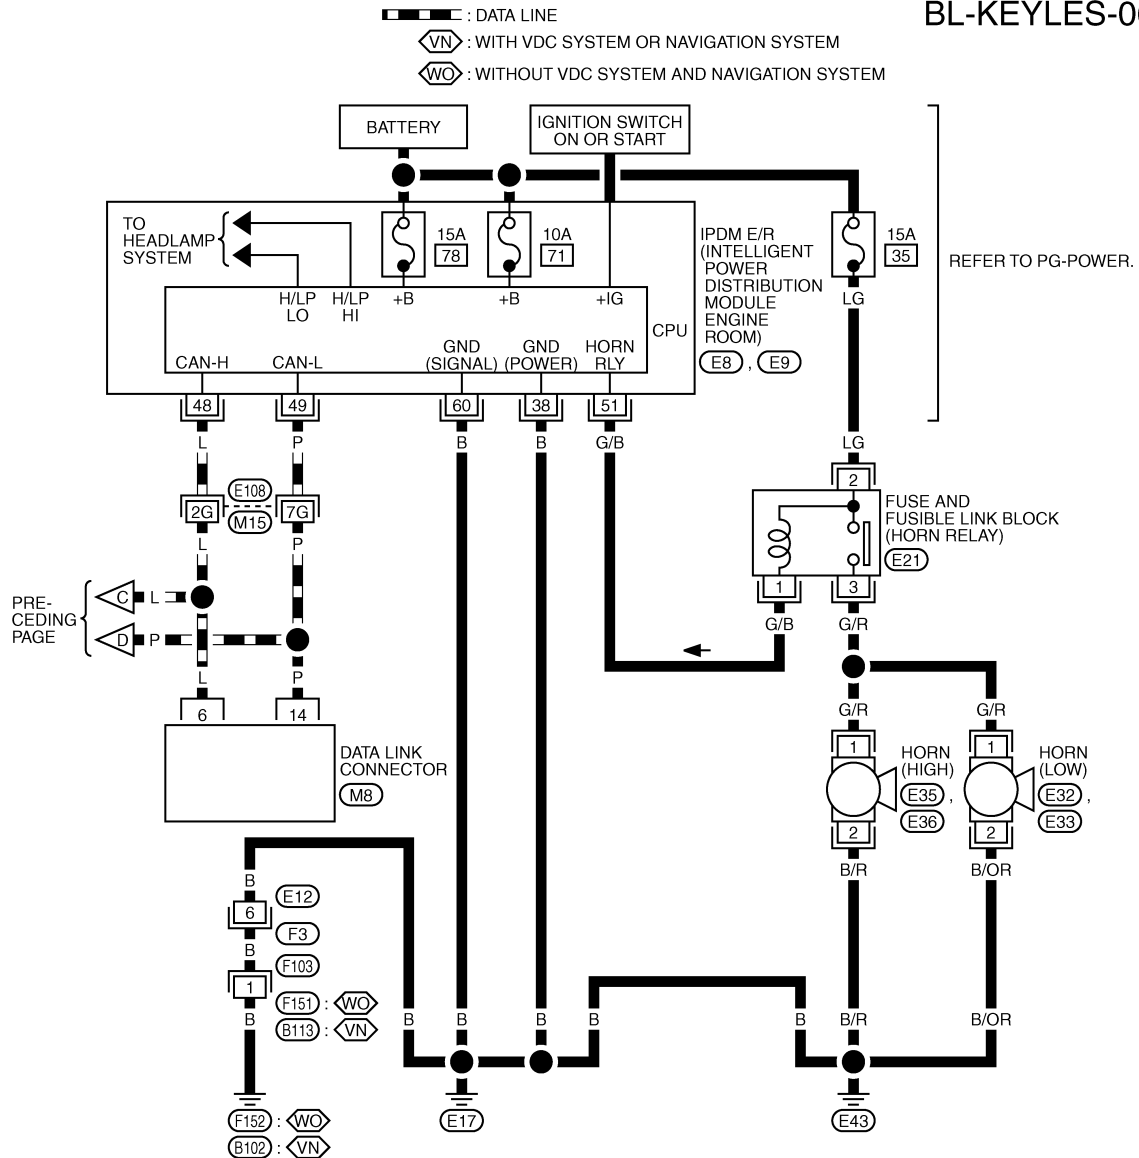 BL-KEYLES-0
: DATA LINE
VN : WITH VDC SYSTEM OR NAVIGATION SYSTEM
WO : WITHOUT VDC SYSTEM AND NAVIGATION SYSTEM
BATTERY
IGNITION SWITCH
ON OR START
TO
HEADLAMP
SYSTEM
15A
78
10A
71
IPDM E/R
(INTELLIGENT
POWER
DISTRIBUTION
MODULE
ENGINE
ROOM)
E8 , E9
15A
35
REFER TO PG-POWER.
H/LP
LO
H/LP
HI
+B
+B
+IG
LG
CPU
CAN-H
CAN-L
GND
(SIGNAL)
GND
(POWER)
HORN
RLY
48
49
60
38
51
L
P
B
B
G/B
LG
2G
E108
M15
7G
2
FUSE AND
FUSIBLE LINK BLOCK
(HORN RELAY)
E21
L
P
1
3
PRE-
CEDING
PAGE
C L
D P
G/B
G/R
L
P
6
14
G/R
G/R
DATA LINK
CONNECTOR
M8
1
HORN
(HIGH)
E35 ,
E36
2
1
HORN
(LOW)
E32 ,
E33
2
B/R
B/OR
B
6
E12
F3
B
F103
1
F151 : WO
B113 : VN
B
B
B
B
B
B
B/R
B/OR
F152 : WO
B102 : VN
E17
E43